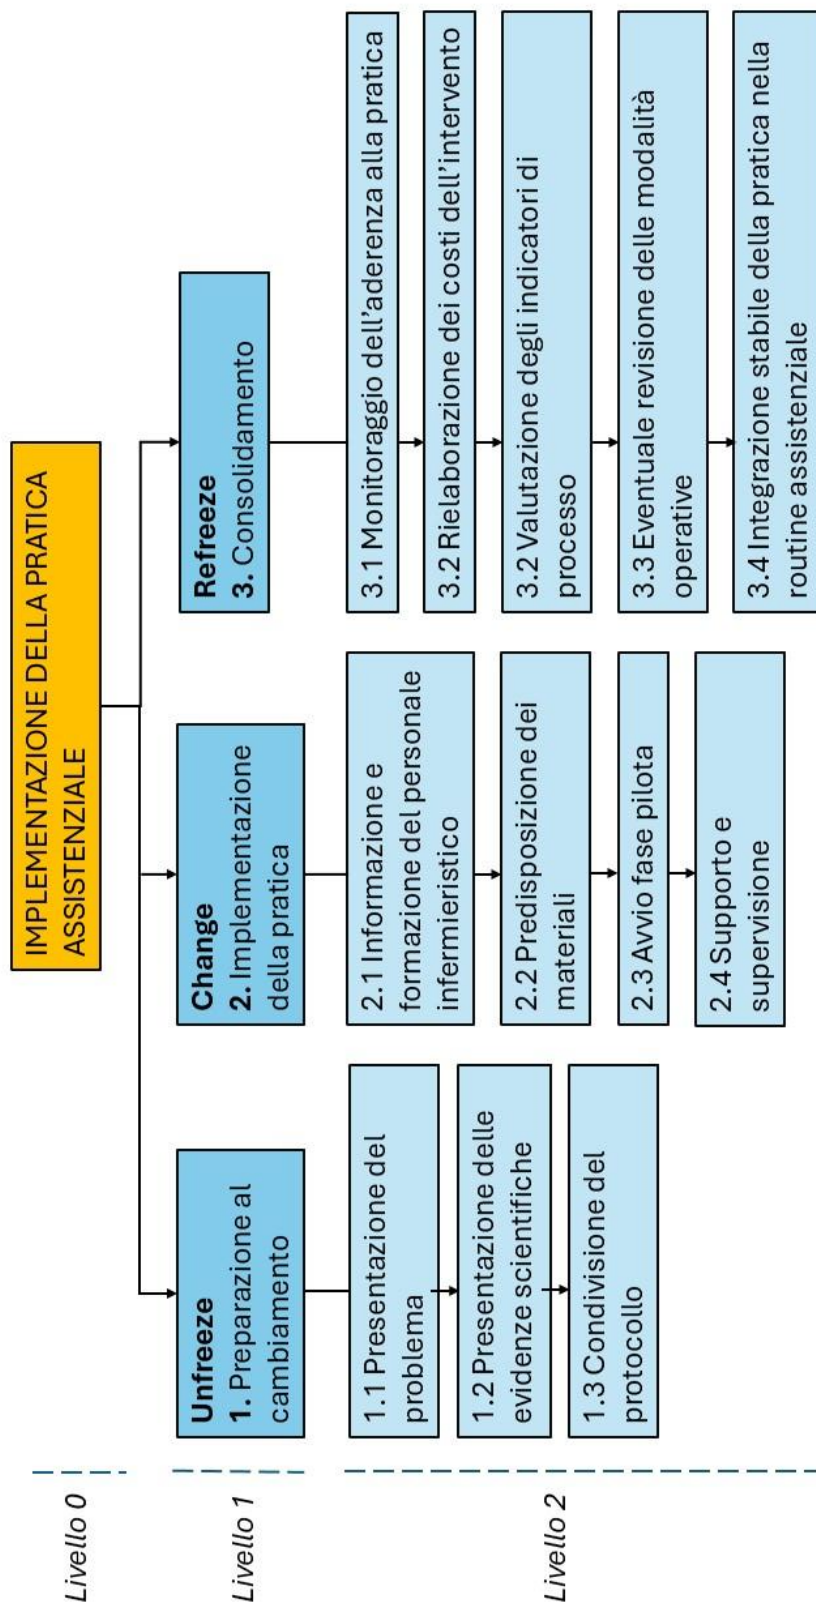 IMPLEMENTAZIONE DELLA PRATICA
ASSISTENZIALE
Livello 0
Livello 1
Livello 2
Unfreeze
1. Preparazione al
cambiamento
1.1 Presentazione del
problema
1.2 Presentazione delle
evidenze scientifiche
1.3 Condivisione del
protocollo
Change
2. Implementazione
della pratica
2.1 Informazione e
formazione del personale
infermieristico
2.2 Predisposizione dei
materiali
2.3 Avvio fase pilota
2.4 Supporto e
supervisione
Refreeze
3. Consolidamento
3.1 Monitoraggio dell'aderenza alla pratica
3.2 Rielaborazione dei costi dell'intervento
3.2 Valutazione degli indicatori di
processo
3.3 Eventuale revisione delle modalità
operative
3.4 Integrazione stabile della pratica nella
routine assistenziale